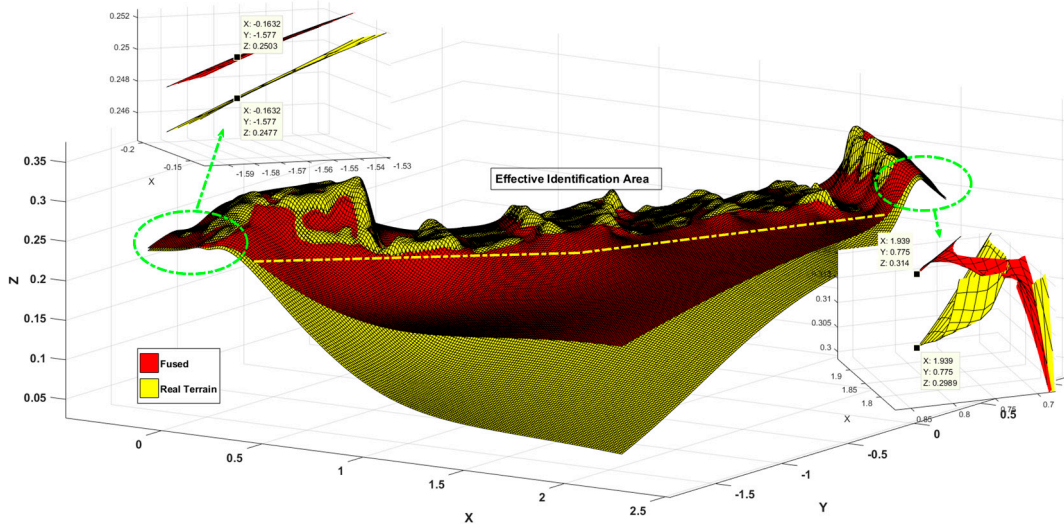 0.252
0.25
0.248
0.246
X: -0.1632
Y: -1.577
Z: 0.2503
X: -0.1632
Y: -1.577
Z: 0.2477
-0.2
-0.15
X
-1.59
-1.58
-1.57
-1.56
-1.55
-1.54
-1.53
Effective Identification Area
0.35
0.3
0.25
0.2
0.15
0.1
0.05
Z
Fused
Real Terrain
0
0.5
1
1.5
2
2.5
X
-1.5
-1
-0.5
0
0.5
Y
X: 1.939
Y: 0.775
Z: 0.314
0.31
0.305
0.3
X: 1.939
Y: 0.775
Z: 0.2989
1.9
1.85
1.8
X
0.85
0.8
0.75
0.7